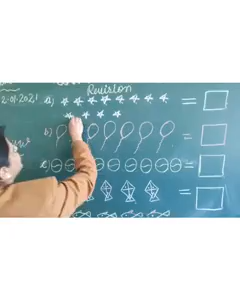 Revision
2.01.2021 a) =
b) =
c) =
=